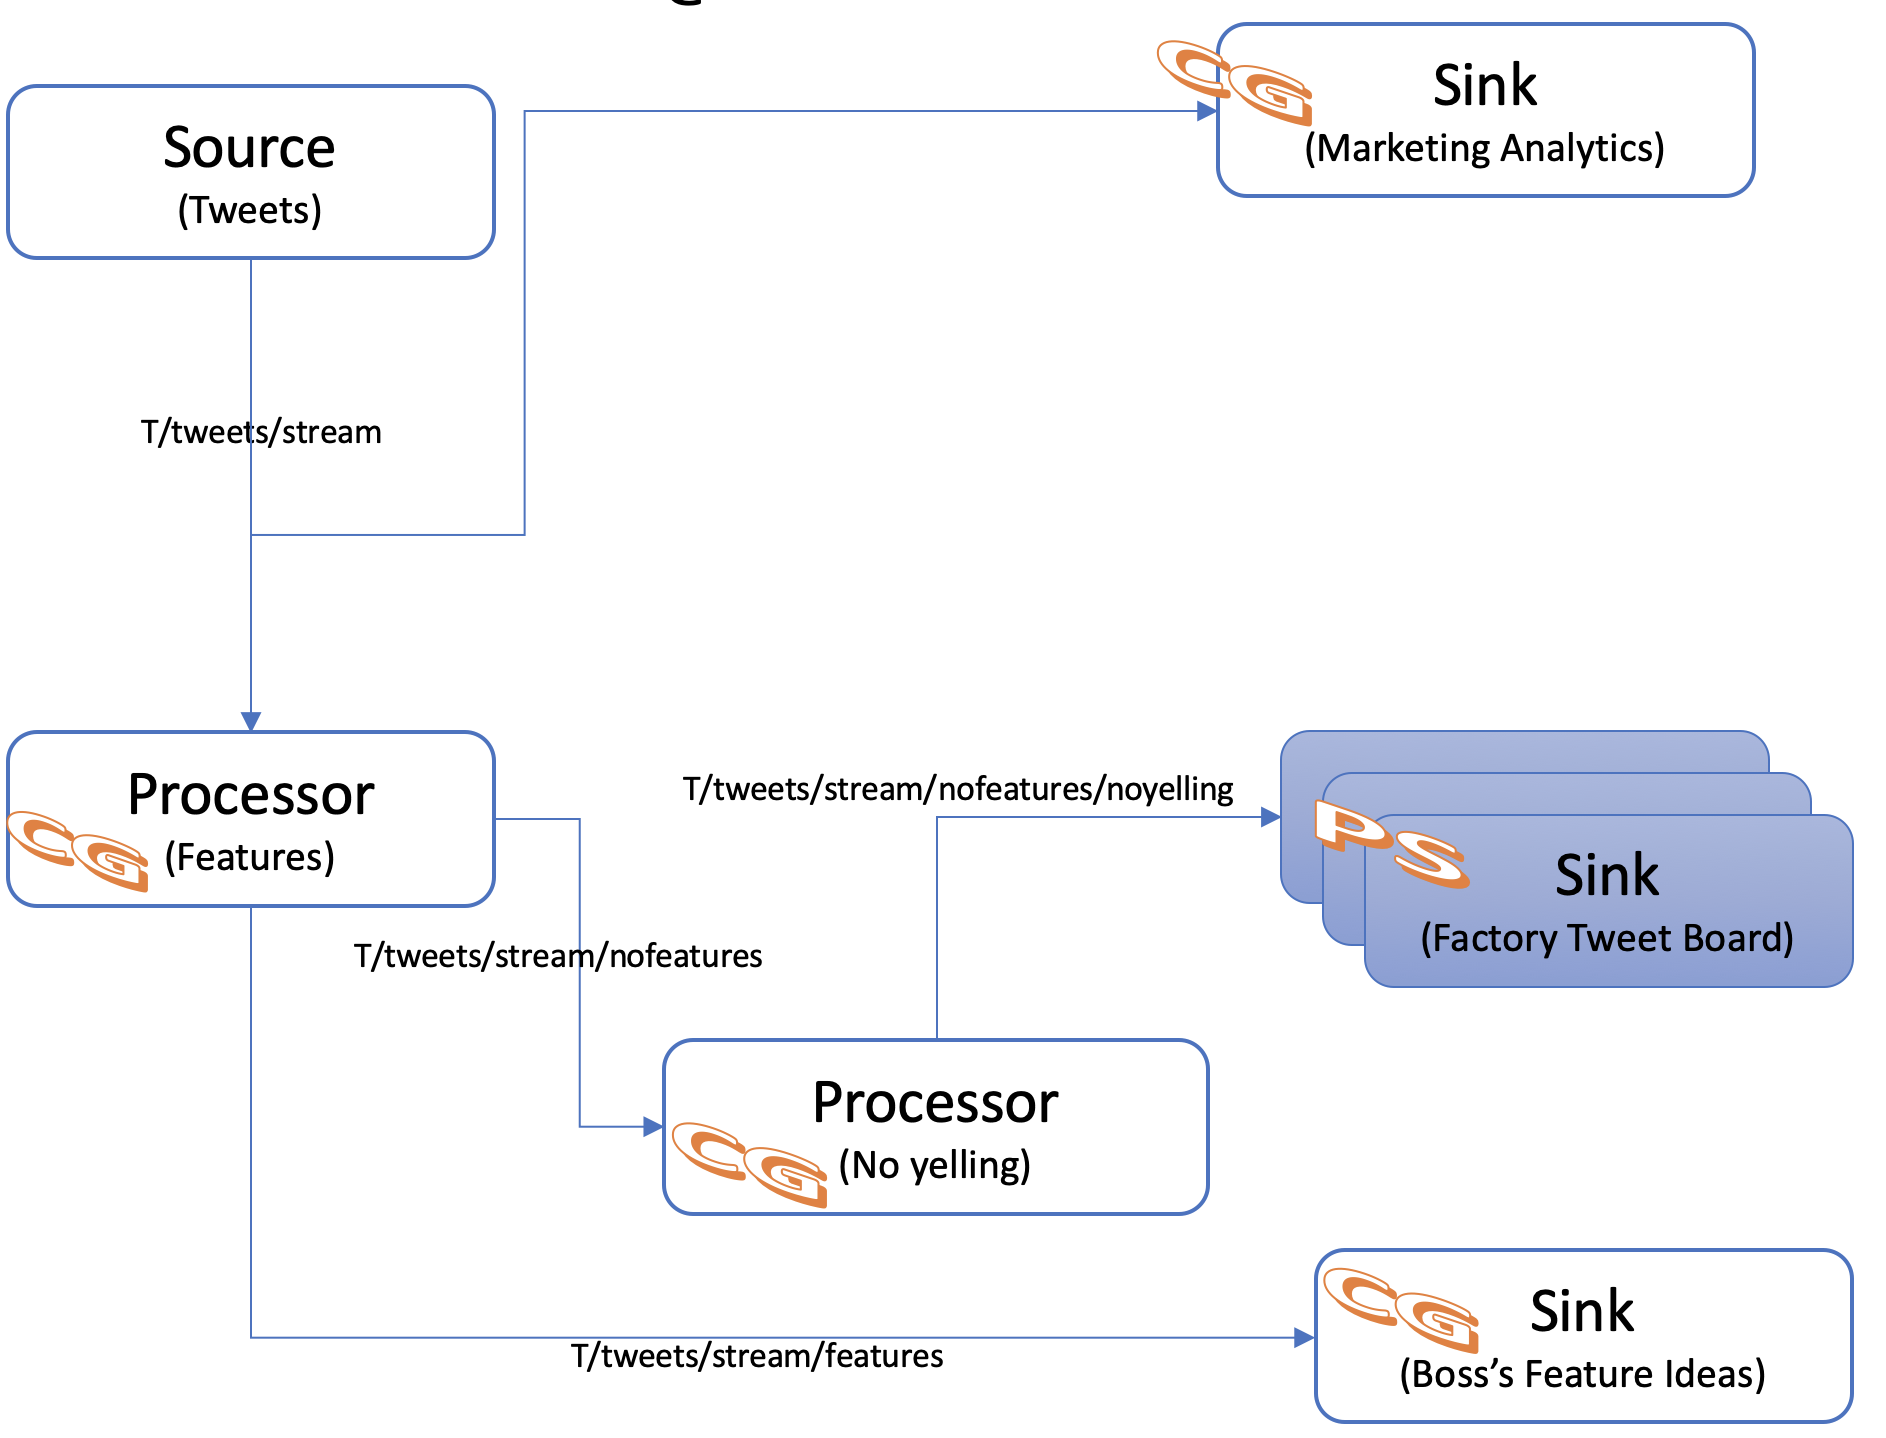 Source
(Tweets)
CG
Sink
(Marketing Analytics)
T/tweets/stream
Processor
(Features)
CG
T/tweets/stream/nofeatures/noyelling
PS
Sink
(Factory Tweet Board)
T/tweets/stream/nofeatures
Processor
(No yelling)
CG
CG
Sink
(Boss’s Feature Ideas)
T/tweets/stream/features